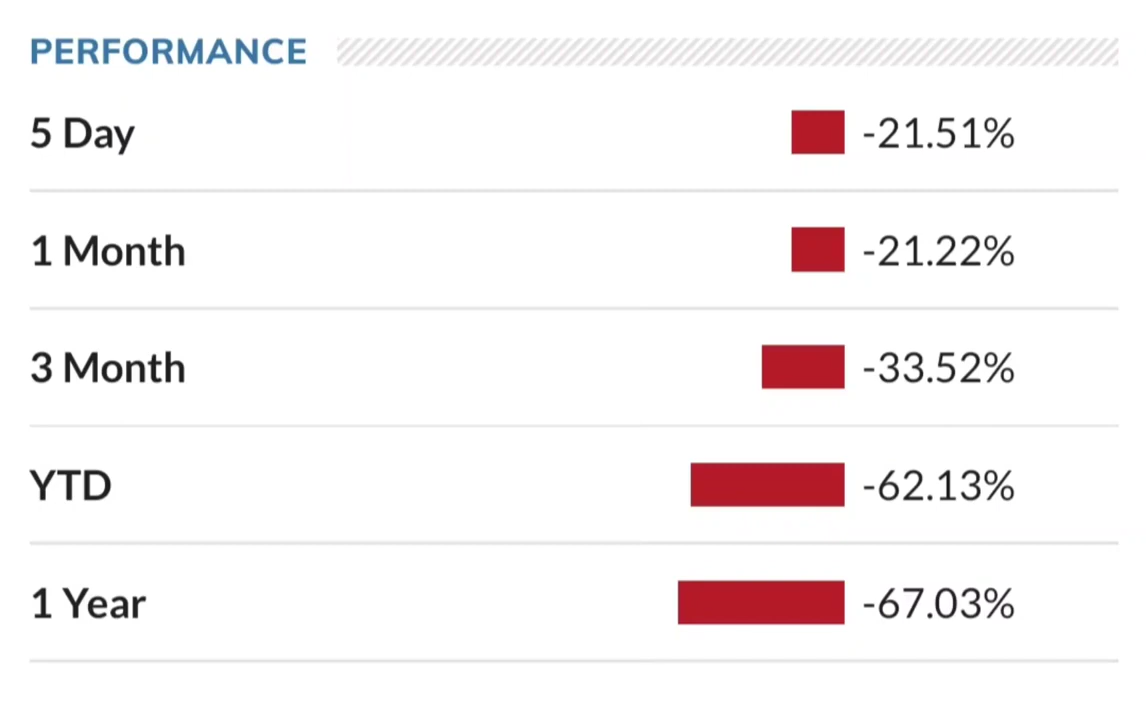 PERFORMANCE
5 Day -21.51%
1 Month -21.22%
3 Month -33.52%
YTD -62.13%
1 Year -67.03%